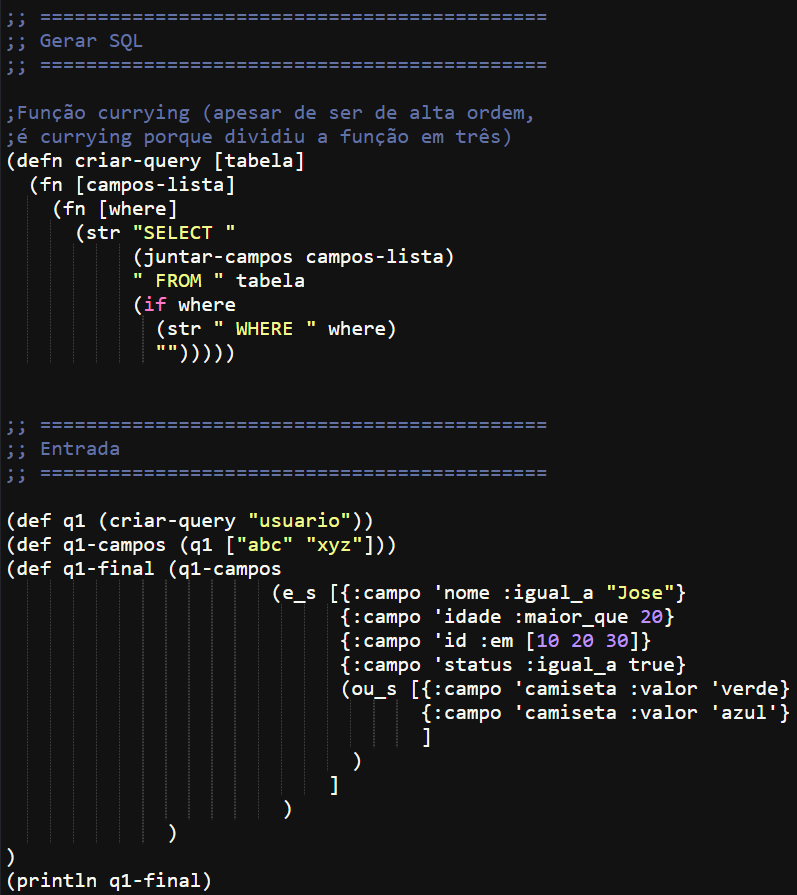 ;; ============================================
;; Gerar SQL
;; ============================================
;Função currying (apesar de ser de alta ordem,
;é currying porque dividiu a função em três)
(defn criar-query [tabela]
  (fn [campos-lista]
    (fn [where]
      (str "SELECT "
           (juntar-campos campos-lista)
           " FROM " tabela
           (if where
             (str " WHERE " where)
             "")))))
;; ============================================
;; Entrada
;; ============================================
(def q1 (criar-query "usuario"))
(def q1-campos (q1 ["abc" "xyz"]))
(def q1-final (q1-campos
                       (e_s [{:campo 'nome :igual_a "Jose"}
                             {:campo 'idade :maior_que 20}
                             {:campo 'id :em [10 20 30]}
                             {:campo 'status :igual_a true}
                             (ou_s [{:campo 'camiseta :valor 'verde}
                                    {:campo 'camiseta :valor 'azul'}
                                    ]
                              )
                            ]
                        )
              )
)
(println q1-final)